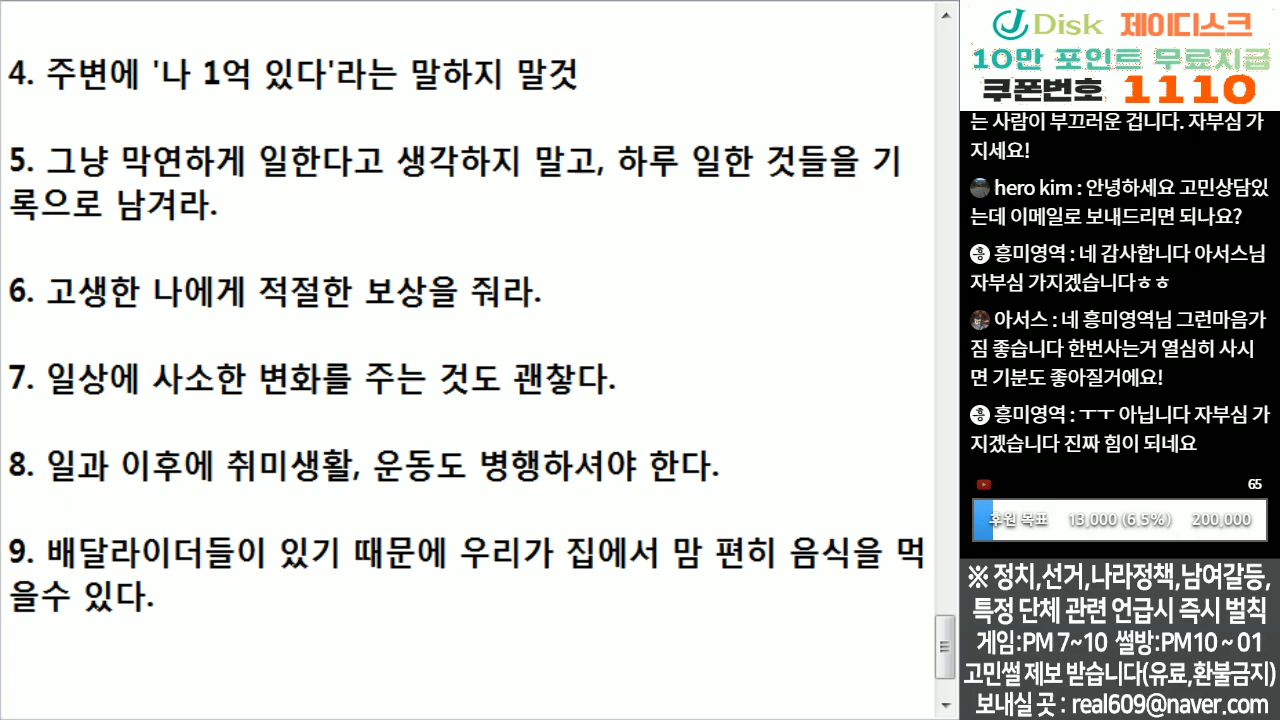 4. 주변에 '나 1억 있다'라는 말하지 말것
5. 그냥 막연하게 일한다고 생각하지 말고, 하루 일한 것들을 기
록으로 남겨라.
6. 고생한 나에게 적절한 보상을 줘라.
7. 일상에 사소한 변화를 주는 것도 괜찮다.
8. 일과 이후에 취미생활, 운동도 병행하셔야 한다.
9. 배달라이더들이 있기 때문에 우리가 집에서 맘 편히 음식을 먹
을수 있다.
Disk 제이디스크
10만 포인트 무료지급
쿠폰번호 1110
는 사람이 부끄러운 겁니다. 자부심 가
지세요!
hero kim : 안녕하세요 고민상담있
는데 이메일로 보내드리면 되나요?
흥 흥미영역 : 네 감사합니다 아서스님
자부심 가지겠습니다ㅎㅎ
아서스 : 네 흥미영역님 그런마음가
짐 좋습니다 한번사는거 열심히 사시
면 기분도 좋아질거에요!
흥 흥미영역 : ㅜㅜ 아닙니다 자부심 가
지겠습니다 진짜 힘이 되네요
65
후원 목표 13,000 (6.5%) 200,000
※ 정치,선거,나라정책,남여갈등,
특정 단체 관련 언급시 즉시 벌칙
게임:PM 7~10 썰방:PM10 ~ 01
고민썰 제보 받습니다(유료,환불금지)
보내실 곳 : real609@naver.com